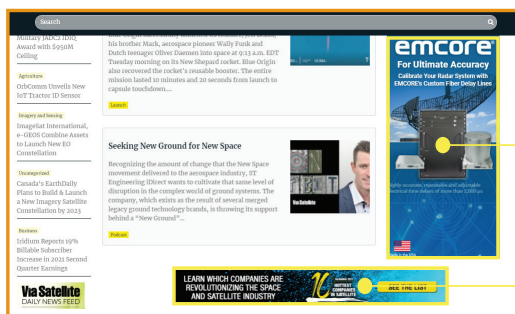 Search
Military JADC2 IDIQ
Award with $950M
Ceiling
Agriculture
OrbComm Unveils New
IoT Tractor ID Sensor
Imagery and Sensing
ImageSat International,
e-GEOS Combine Assets
to Launch New EO
Constellation
Uncategorized
Canada's EarthDaily
Plans to Build & Launch
a New Imagery Satellite
Constellation by 2023
Business
Iridium Reports 19%
Billable Subscriber
Increase in 2021 Second
Quarter Earnings
Via Satellite
DAILY NEWS FEED
his brother Mark, aerospace pioneer Wally Funk and
Dutch teenager Oliver Daemen into space at 9:13 a.m. EDT
Tuesday morning on its New Shepard rocket. Blue Origin
also recovered the rocket's reusable booster. The entire
mission lasted 10 minutes and 20 seconds from launch to
capsule touchdown....
Launch
Seeking New Ground for New Space
Recognizing the amount of change that the New Space
movement delivered to the aerospace industry, ST
Engineering iDirect wants to cultivate that same level of
disruption in the complex world of ground systems. The
company, which exists as the result of several merged
legacy ground technology brands, is throwing its support
behind a "New Ground"...
Podcast
Via Satellite
emcore
For Ultimate Accuracy
Calibrate Your Radar System with
EMCORE's Custom Fiber Delay Lines
LEARN WHICH COMPANIES ARE
REVOLUTIONIZING THE SPACE
AND SATELLITE INDUSTRY
10
HOTTEST
COMPANIES
IN SATELLITE
SEE THE LIST